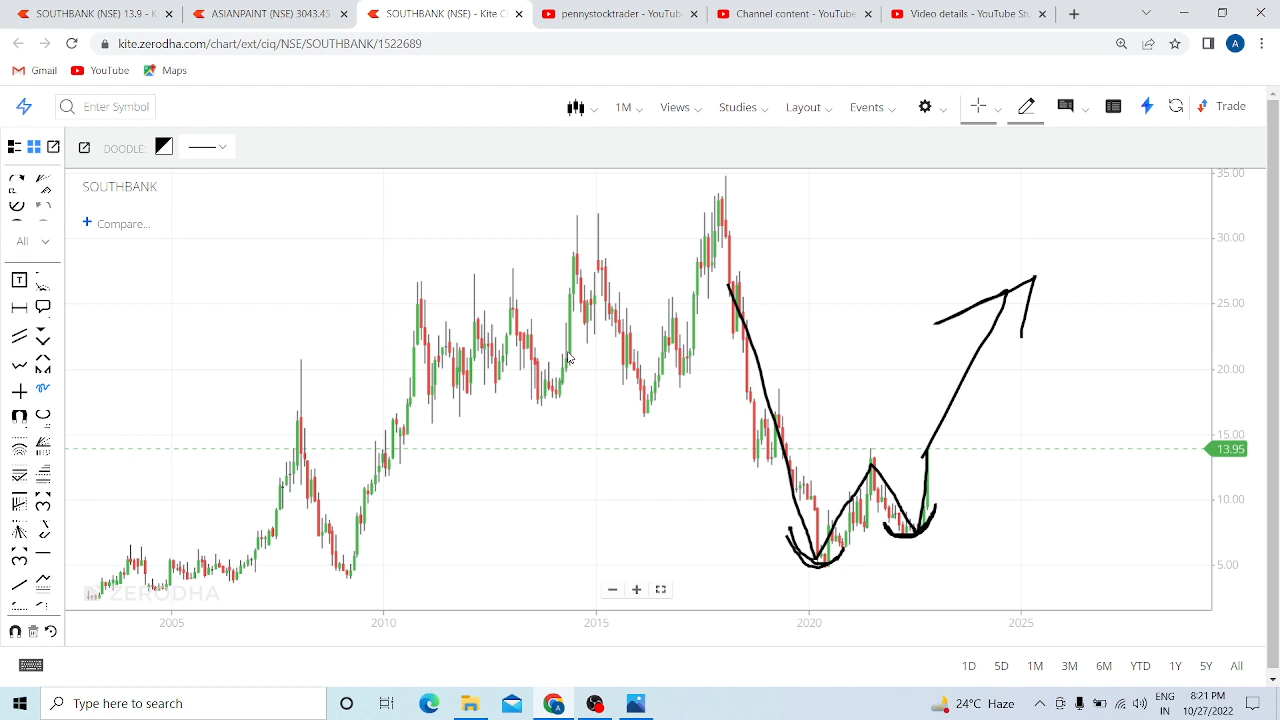 SOUTHBANK (NSE) 13.9 - K
ASIANPAINT (NSE) 3043.45
SOUTHBANK (NSE) - Kite C
pennystocktrader - YouTub
Channel content - YouTub
Video details - YouTube Stu
kite.zerodha.com/chart/ext/ciq/NSE/SOUTHBANK/1522689
A
Gmail
YouTube
Maps
Enter Symbol
1M
Views
Studies
Layout
Events
Trade
DOODLE:
SOUTHBANK
Compare...
All
T
35.00
30.00
25.00
20.00
15.00
13.95
10.00
5.00
ZERODHA
2005
2010
2015
2020
2025
1D
5D
1M
3M
6M
YTD
1Y
5Y
All
Type here to search
24°C Haze
ENG
IN
8:21 PM
10/27/2022